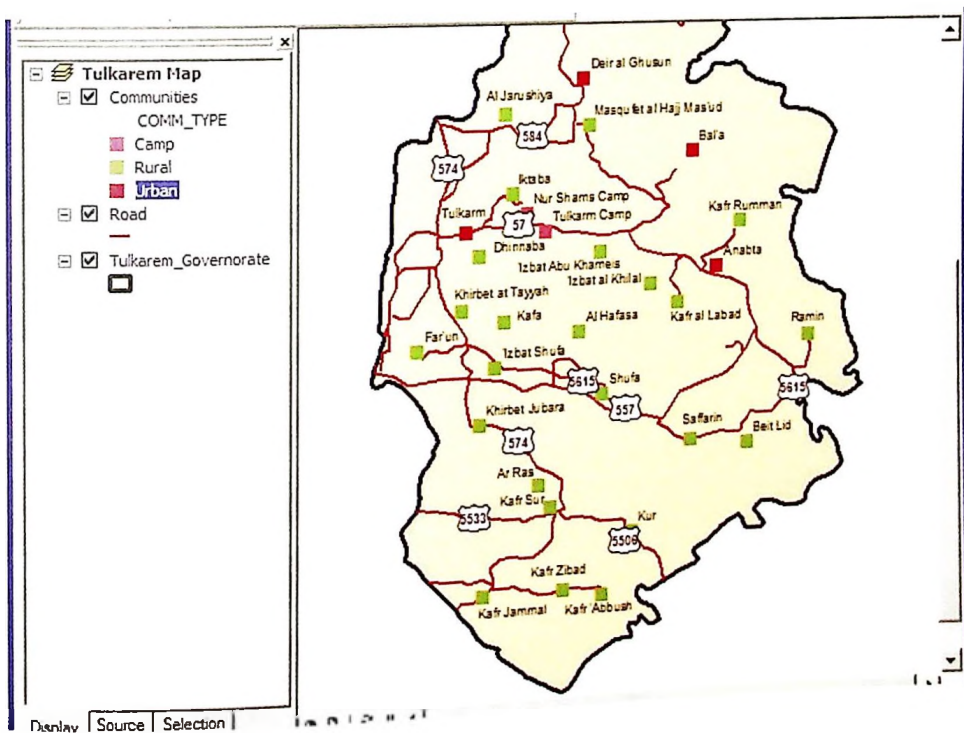 Tulkarem Map
Communities
COMM_TYPE
Camp
Rural
Urban
Road
Tulkarem_Governorate
Display Source Selection
Deir al Ghusun
Al Jarushiya
Masqufet al Hajj Mas'ud
584
Bal'a
574
Iktaba
Nur Shams Camp
Kafr Rumman
Tulkarm
57
Tulkarm Camp
Dhinnaba
'Izbat Abu Khameis
Anabta
'Izbat al Khilal
Khirbet at Tayyah
Kafa
Al Hafasa
Kafr al Labad
Ramin
Far'un
'Izbat Shufa
5615
Shufa
5615
557
Khirbet Jubara
Saffarin
Beit Lid
574
Ar Ras
Kafr Sur
5533
Kur
5506
Kafr Zibad
Kafr Jammal
Kafr 'Abbush